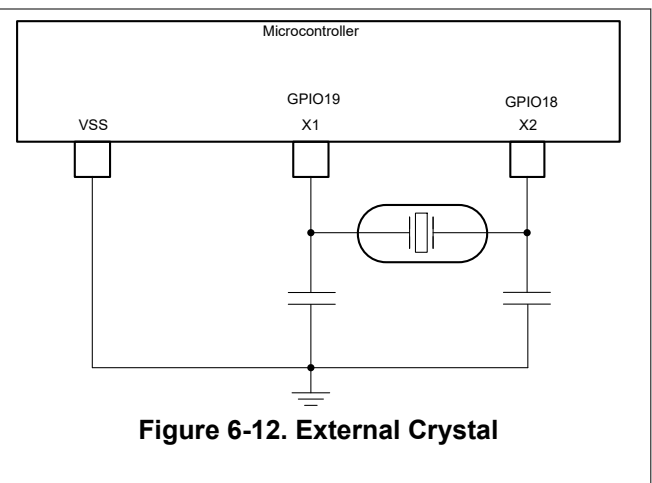 Microcontroller
GPIO19
GPIO18
VSS
X1
X2
Figure 6-12. External Crystal